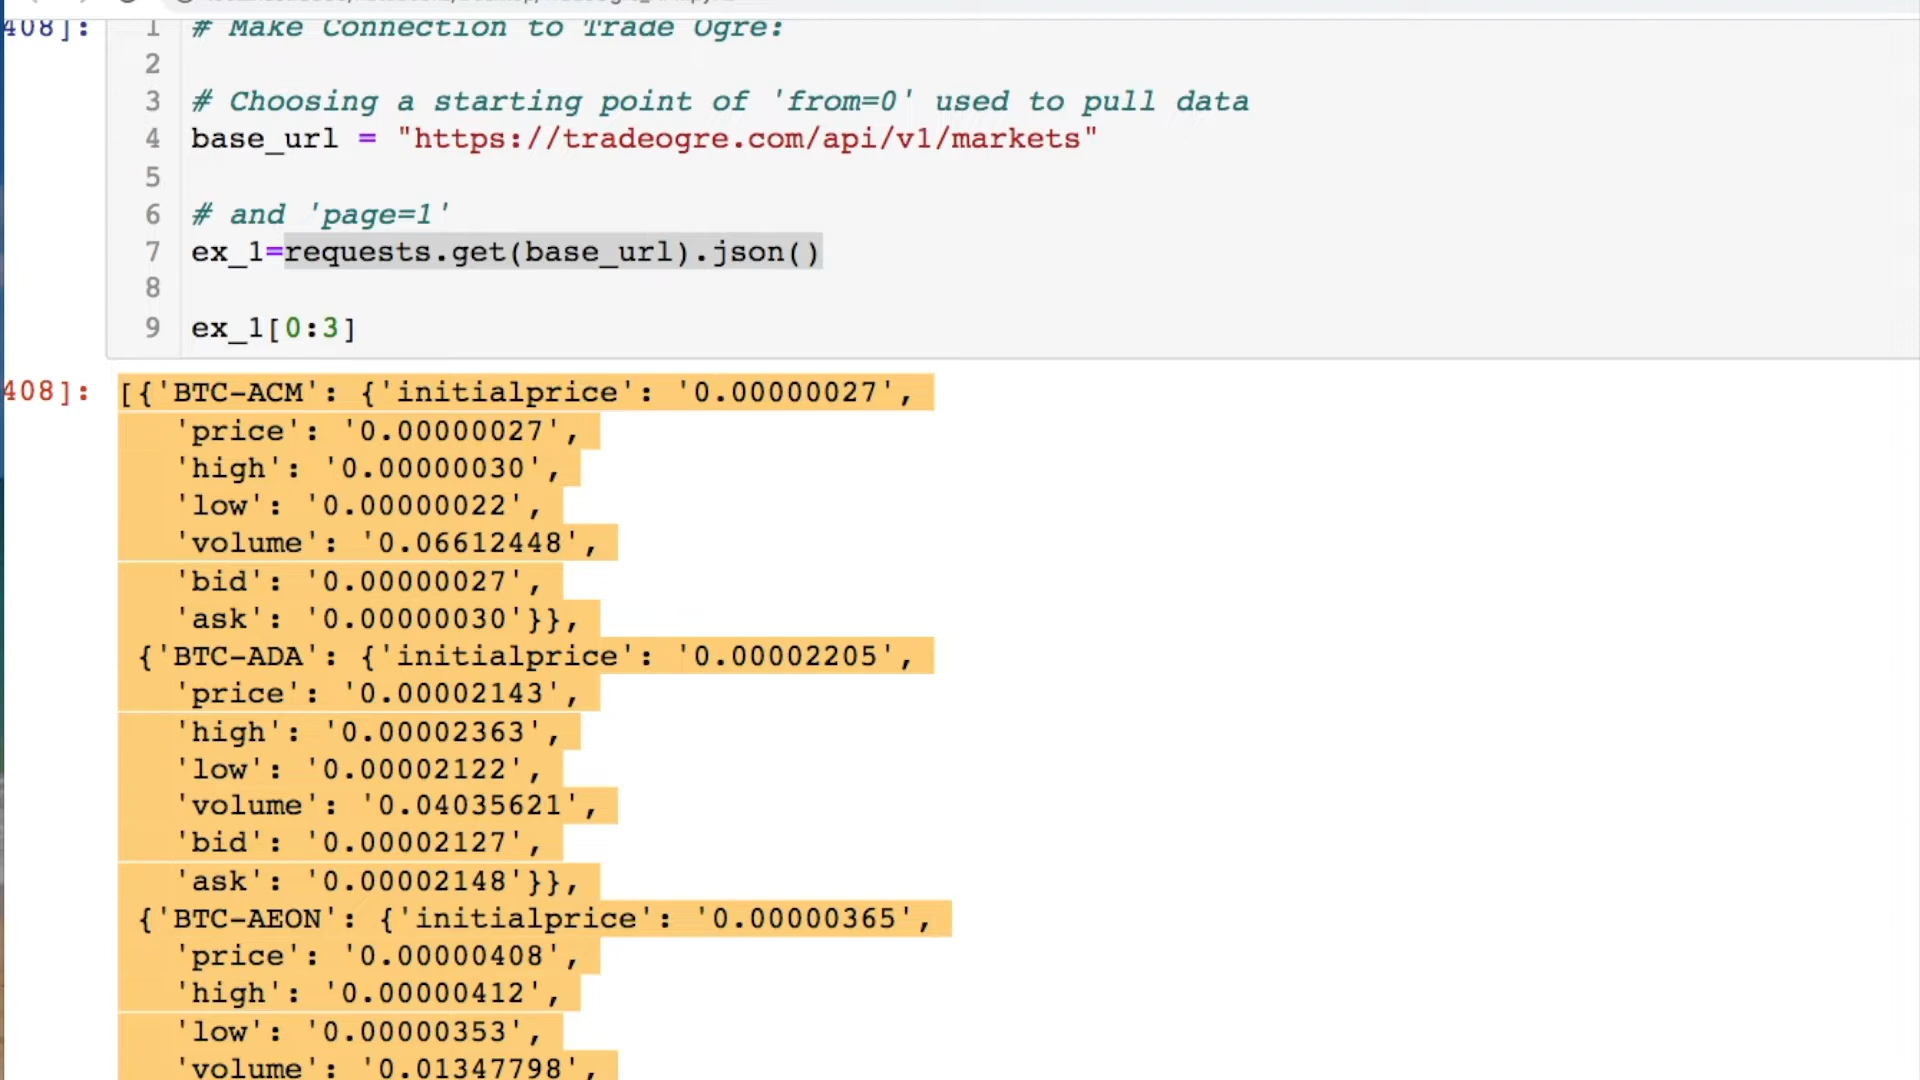 408]: 1 # Make Connection to Trade Ogre:
2
3 # Choosing a starting point of 'from=0' used to pull data
4 base_url = "https://tradeogre.com/api/v1/markets"
5
6 # and 'page=1'
7 ex_1=requests.get(base_url).json()
8
9 ex_1[0:3]
408]: [{'BTC-ACM': {'initialprice': '0.00000027',
'price': '0.00000027',
'high': '0.00000030',
'low': '0.00000022',
'volume': '0.06612448',
'bid': '0.00000027',
'ask': '0.00000030'}},
{'BTC-ADA': {'initialprice': '0.00002205',
'price': '0.00002143',
'high': '0.00002363',
'low': '0.00002122',
'volume': '0.04035621',
'bid': '0.00002127',
'ask': '0.00002148'}},
{'BTC-AEON': {'initialprice': '0.00000365',
'price': '0.00000408',
'high': '0.00000412',
'low': '0.00000353',
'volume': '0.01347798',